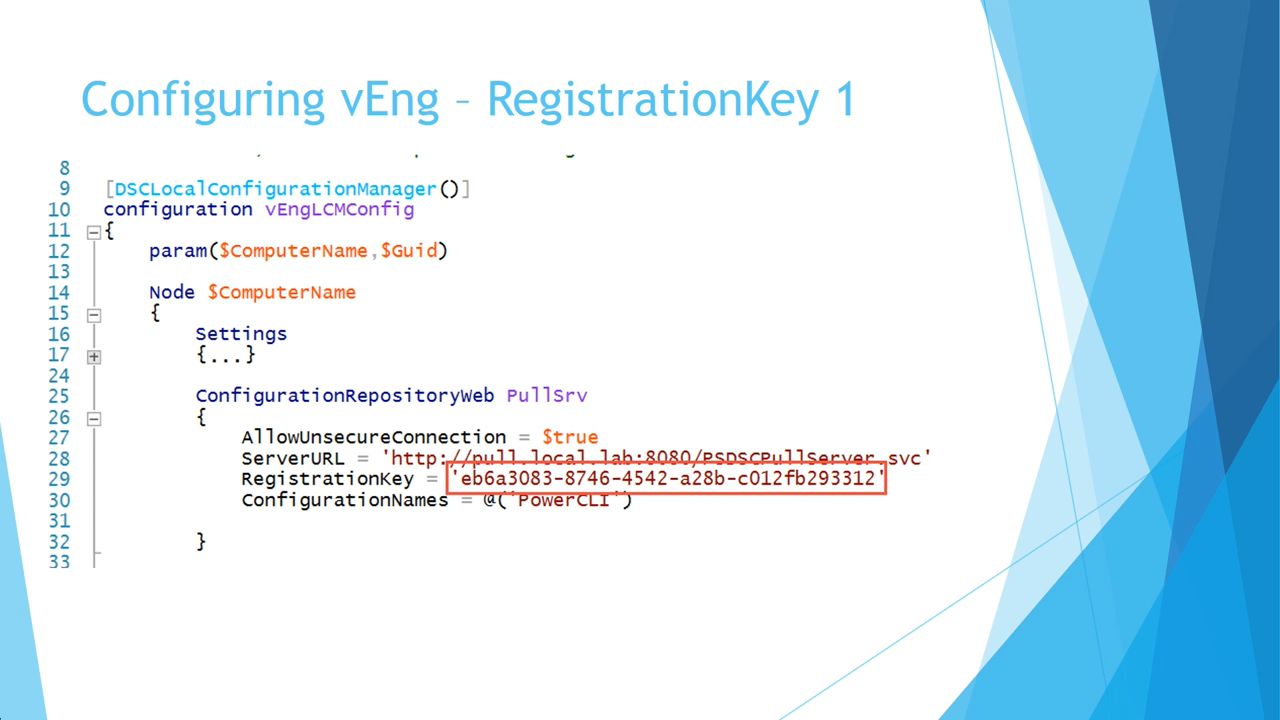 Configuring vEng – RegistrationKey 1
8
9 [DSCLocalConfigurationManager()]
10 configuration vEngLCMConfig
11 {
12 param($ComputerName,$Guid)
13
14 Node $ComputerName
15 {
16 Settings
17 {...}
24
25 ConfigurationRepositoryWeb PullSrv
26 {
27 AllowUnsecureConnection = $true
28 ServerURL = 'http://pull.local.lab:8080/PSDSCPullServer.svc'
29 RegistrationKey = 'eb6a3083-8746-4542-a28b-c012fb293312'
30 ConfigurationNames = @('PowerCLI')
31
32 }
33